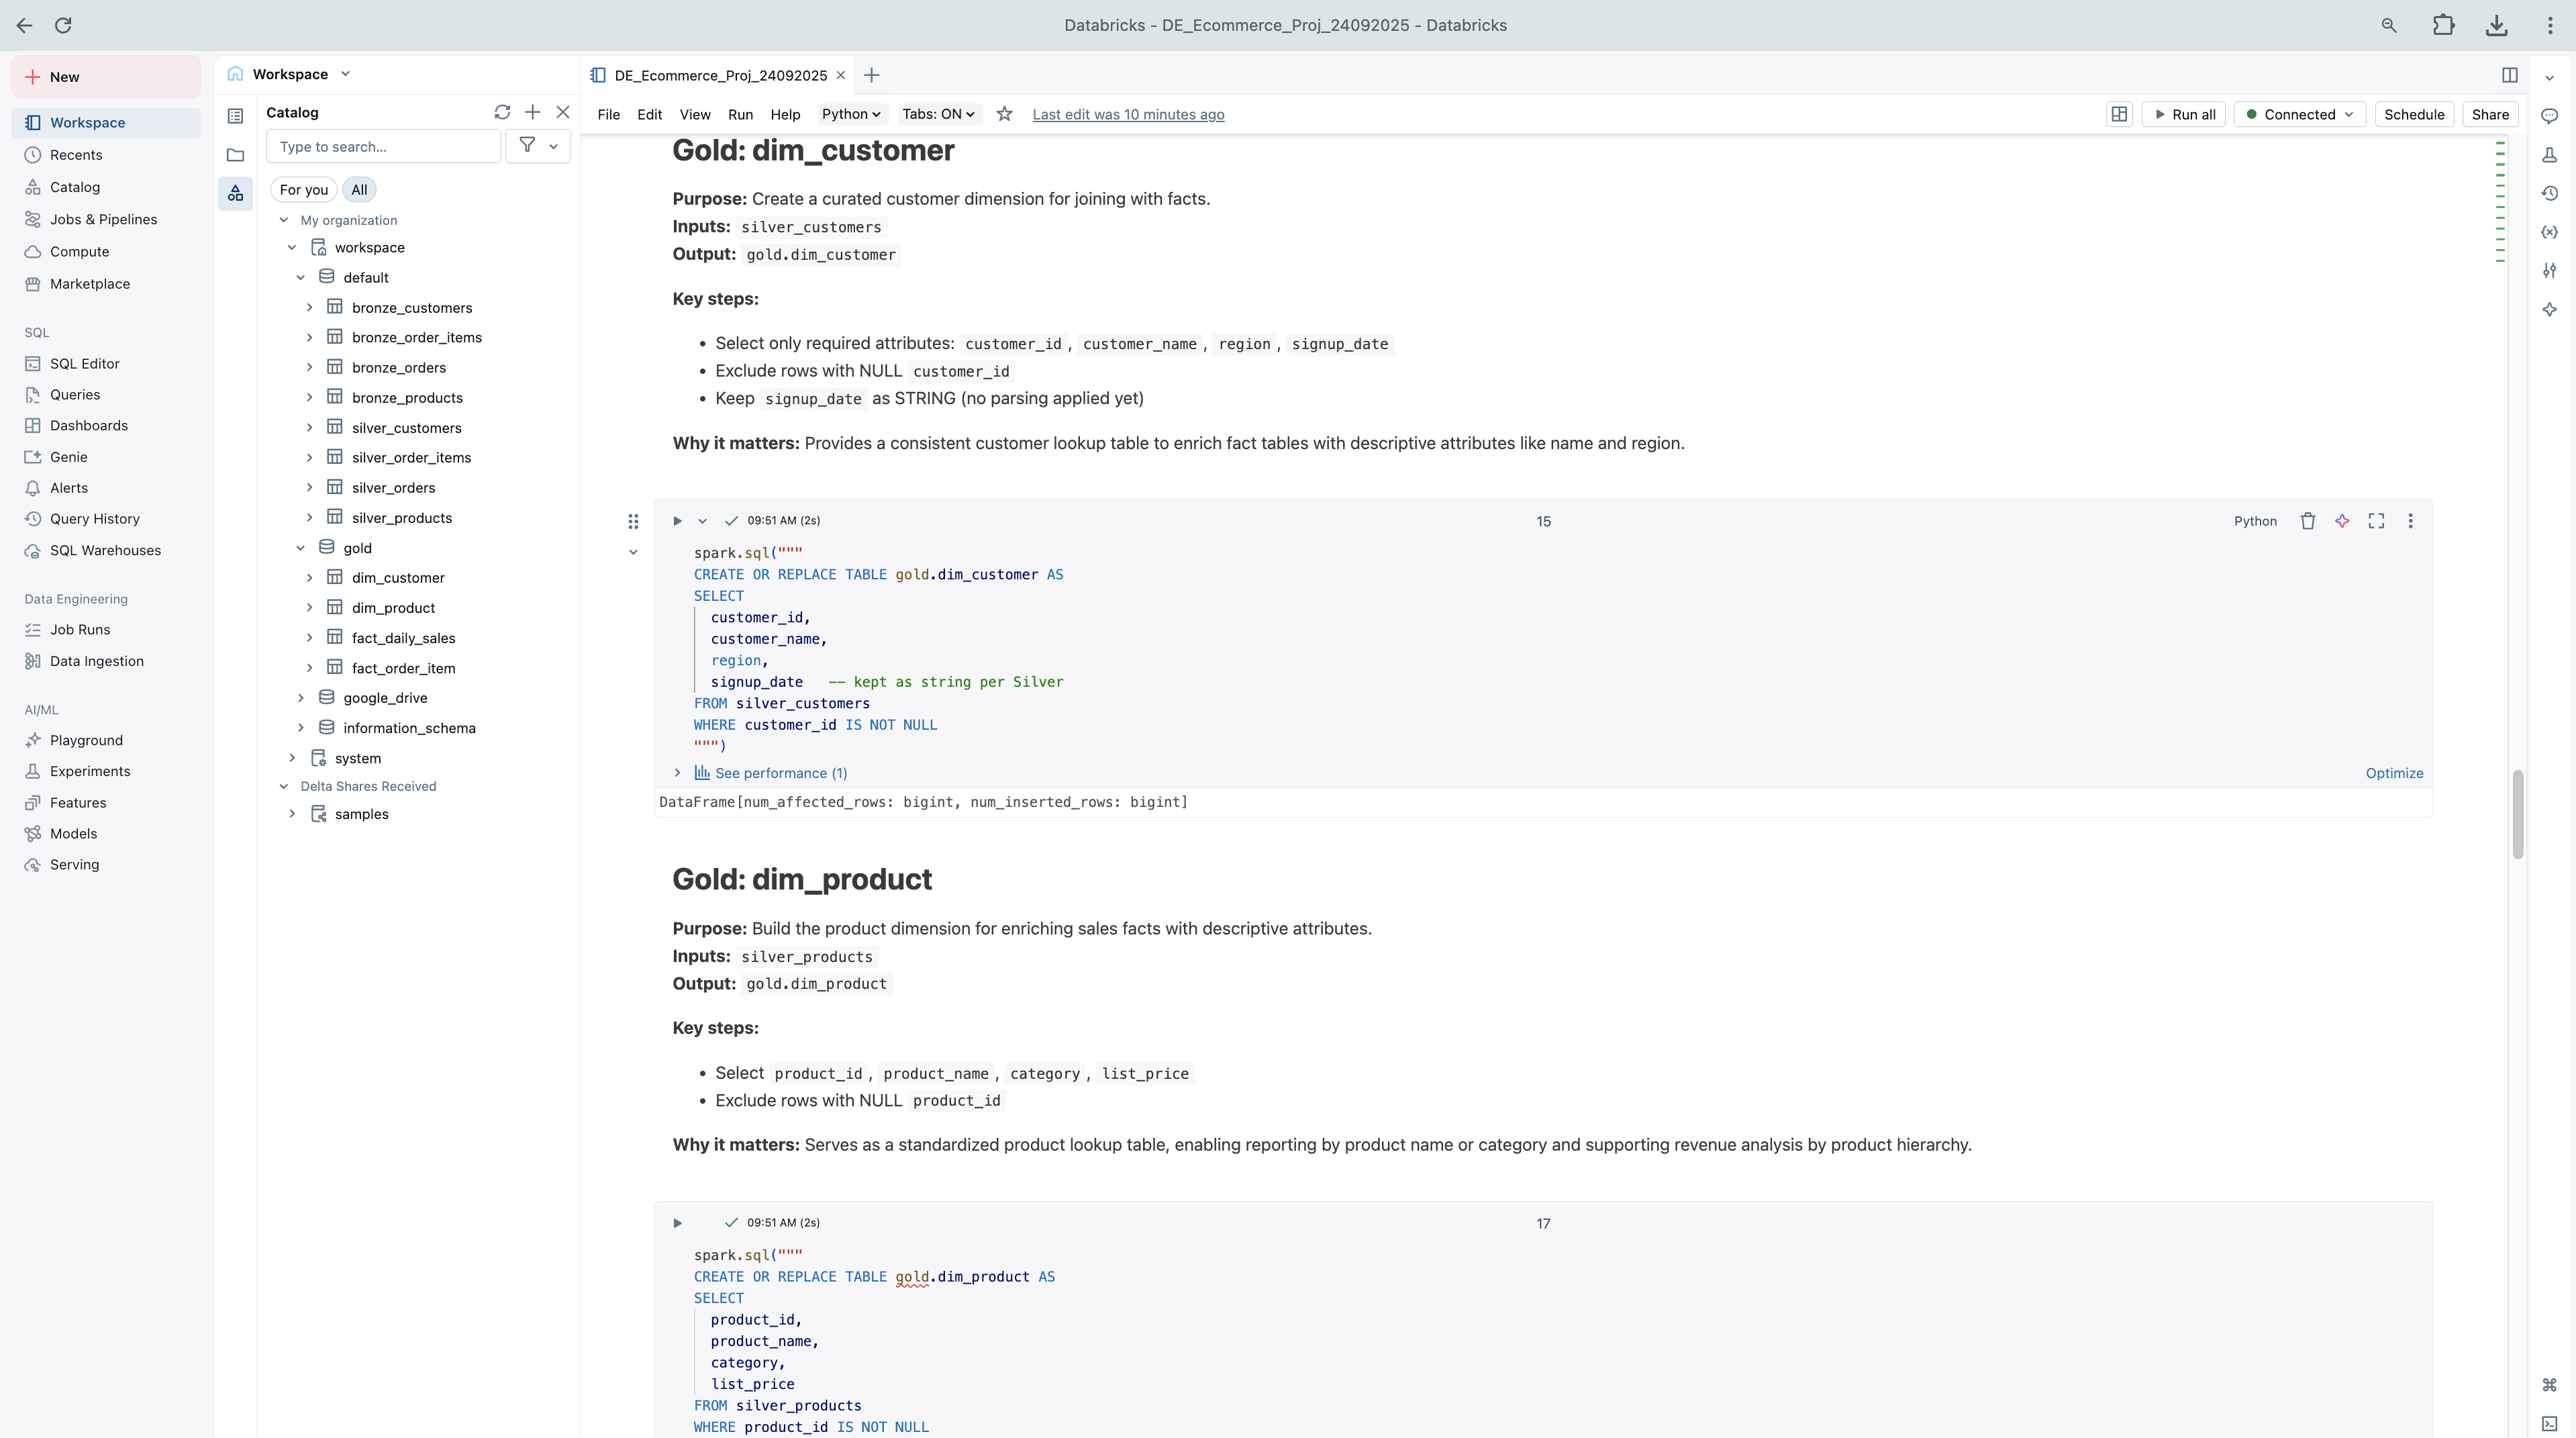 Databricks - DE_Ecommerce_Proj_24092025 - Databricks
New
Workspace
Recents
Catalog
Jobs & Pipelines
Compute
Marketplace
SQL
SQL Editor
Queries
Dashboards
Genie
Alerts
Query History
SQL Warehouses
Data Engineering
Job Runs
Data Ingestion
AI/ML
Playground
Experiments
Features
Models
Serving
Workspace
Catalog
Type to search...
For you All
My organization
workspace
default
bronze_customers
bronze_order_items
bronze_orders
bronze_products
silver_customers
silver_order_items
silver_orders
silver_products
gold
dim_customer
dim_product
fact_daily_sales
fact_order_item
google_drive
information_schema
system
Delta Shares Received
samples
DE_Ecommerce_Proj_24092025
File Edit View Run Help Python Tabs: ON Last edit was 10 minutes ago Run all Connected Schedule Share
Gold: dim_customer
Purpose: Create a curated customer dimension for joining with facts.
Inputs: silver_customers
Output: gold.dim_customer
Key steps:
• Select only required attributes: customer_id , customer_name , region , signup_date
• Exclude rows with NULL customer_id
• Keep signup_date as STRING (no parsing applied yet)
Why it matters: Provides a consistent customer lookup table to enrich fact tables with descriptive attributes like name and region.
09:51 AM (2s) 15 Python
spark.sql("""
CREATE OR REPLACE TABLE gold.dim_customer AS
SELECT
customer_id,
customer_name,
region,
signup_date -- kept as string per Silver
FROM silver_customers
WHERE customer_id IS NOT NULL
""")
See performance (1) Optimize
DataFrame[num_affected_rows: bigint, num_inserted_rows: bigint]
Gold: dim_product
Purpose: Build the product dimension for enriching sales facts with descriptive attributes.
Inputs: silver_products
Output: gold.dim_product
Key steps:
• Select product_id , product_name , category , list_price
• Exclude rows with NULL product_id
Why it matters: Serves as a standardized product lookup table, enabling reporting by product name or category and supporting revenue analysis by product hierarchy.
09:51 AM (2s) 17
spark.sql("""
CREATE OR REPLACE TABLE gold.dim_product AS
SELECT
product_id,
product_name,
category,
list_price
FROM silver_products
WHERE product_id IS NOT NULL